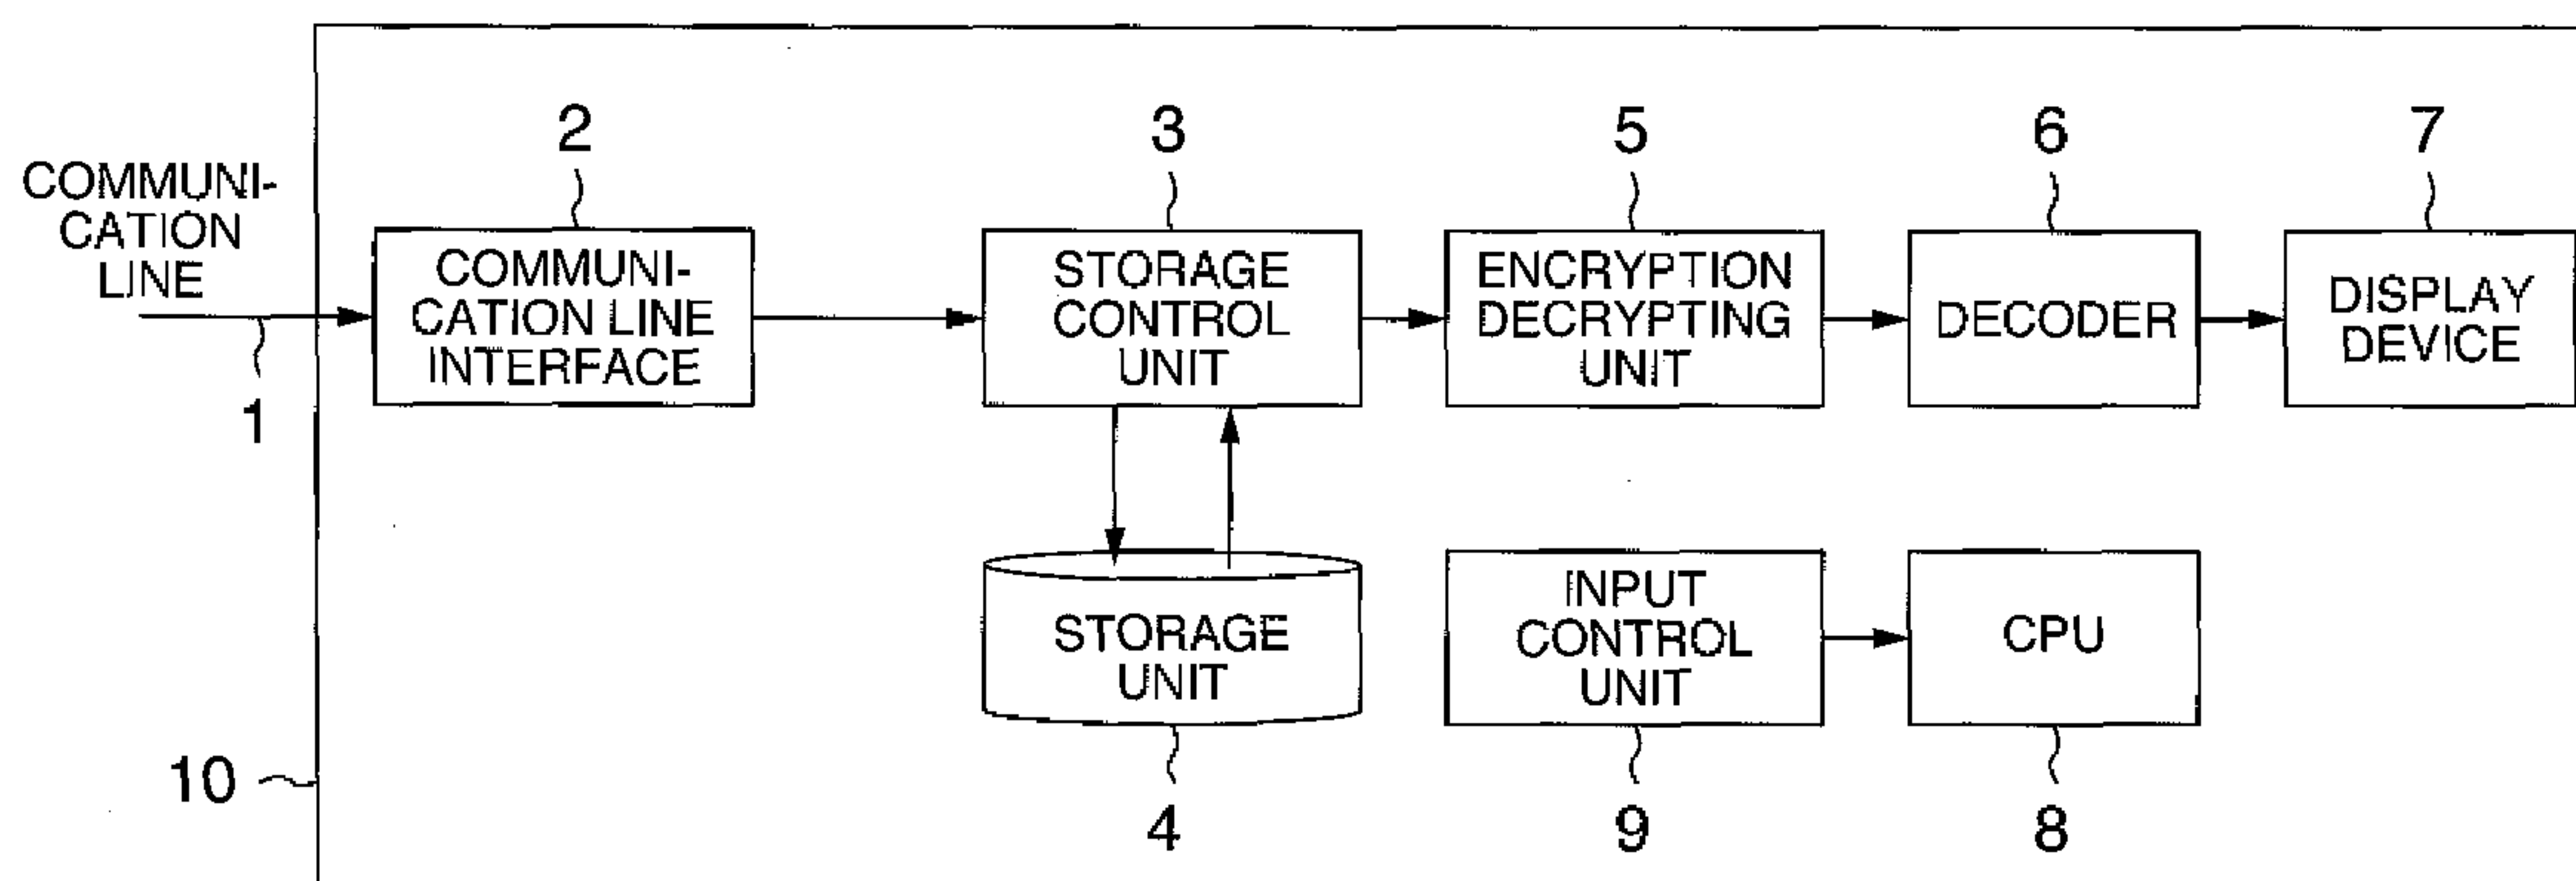 2
3
5
6
7
COMMUNI-
CATION
LINE
COMMUNI-
CATION LINE
INTERFACE
STORAGE
CONTROL
UNIT
ENCRYPTION
DECRYPTING
UNIT
DECODER
DISPLAY
DEVICE
1
STORAGE
UNIT
INPUT
CONTROL
UNIT
CPU
10
4
9
8